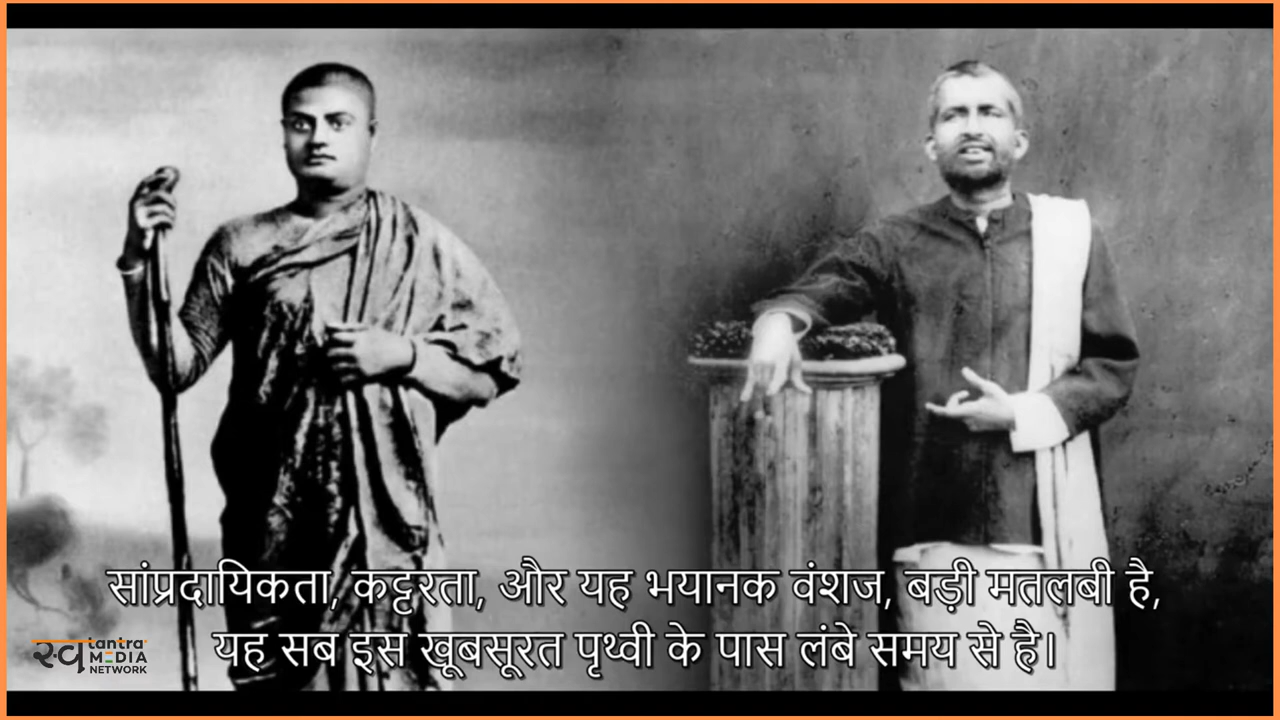 सांप्रदायिकता, कट्टरता, और यह भयानक वंशज, बड़ी मतलबी है,
यह सब इस खूबसूरत पृथ्वी के पास लंबे समय से है।
स्व tantra
MEDIA
NETWORK